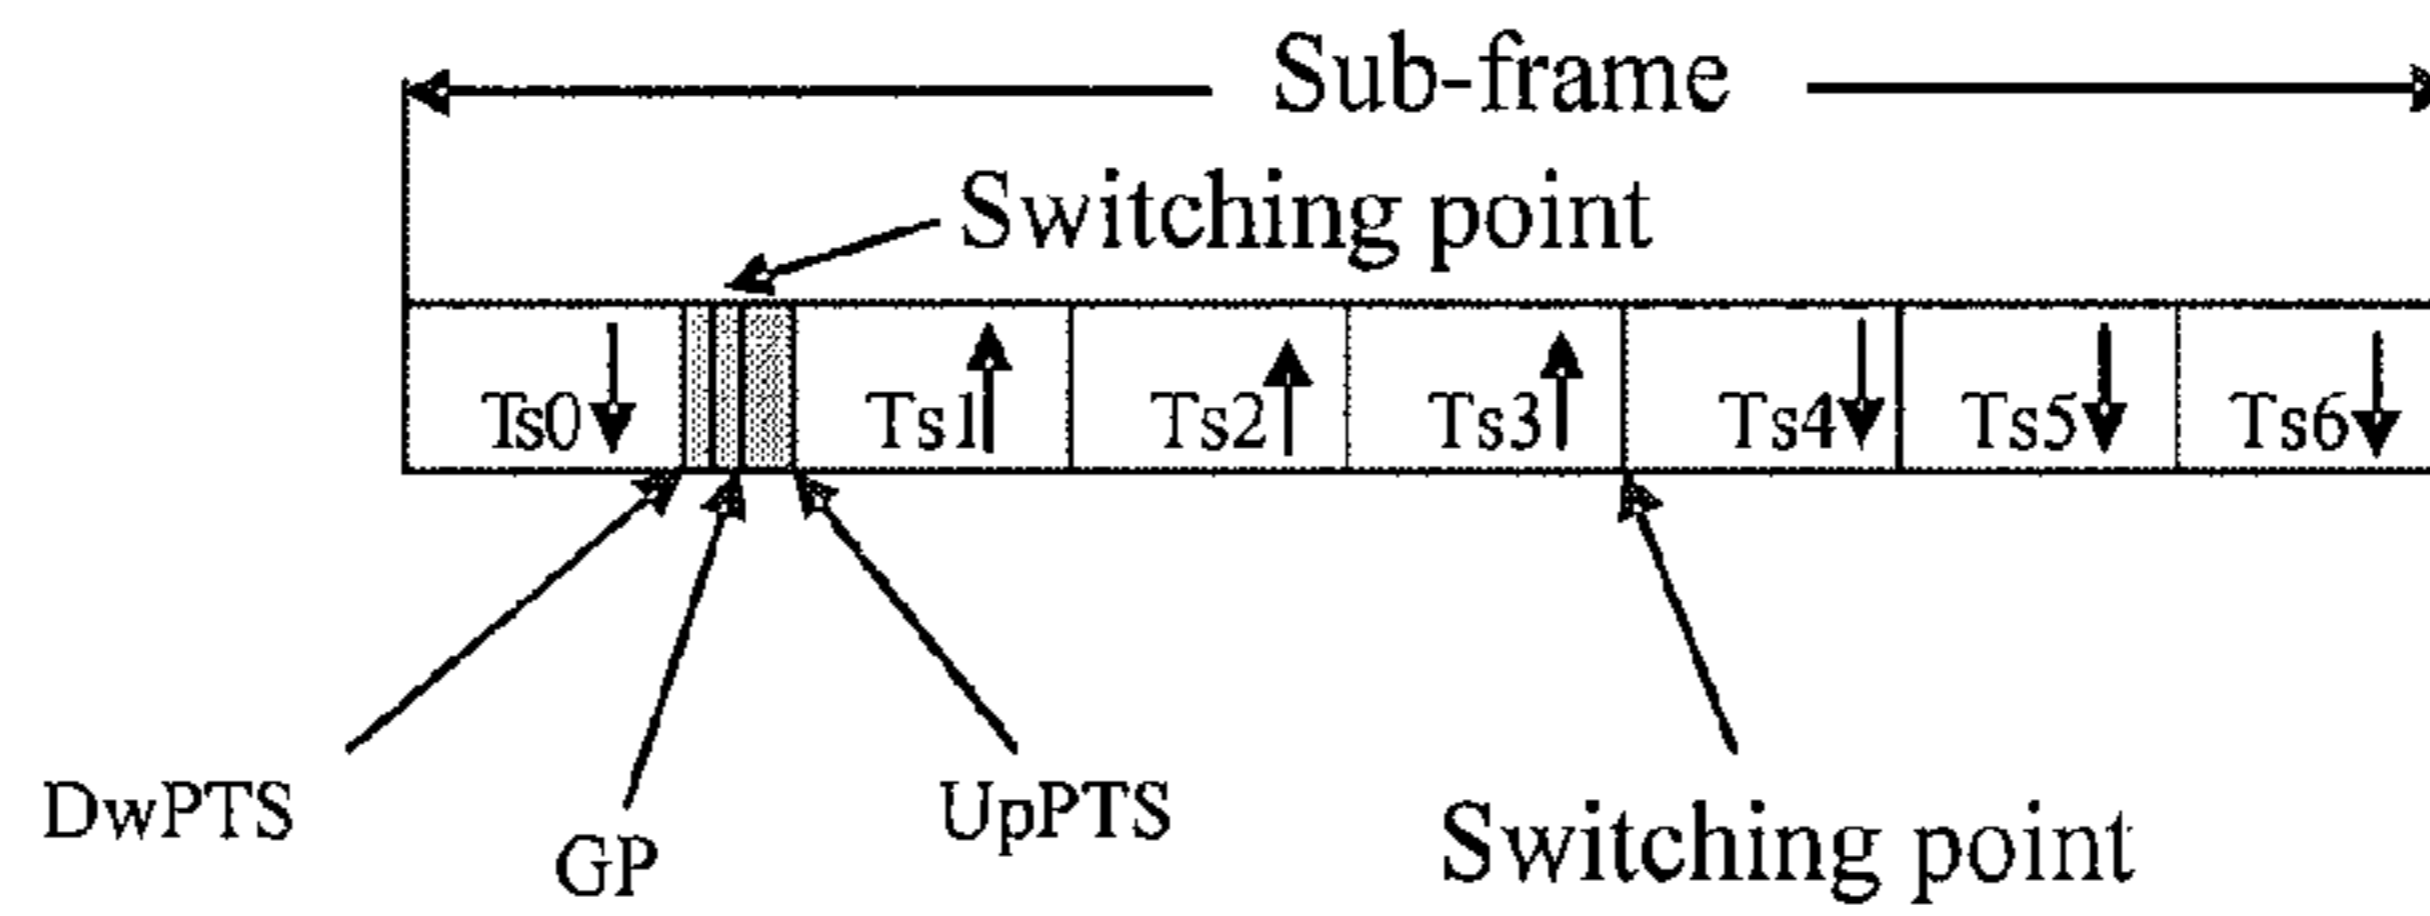 Sub-frame
Switching point
Ts0 Ts1 Ts2 Ts3 Ts4 Ts5 Ts6
DwPTS
GP
UpPTS
Switching point